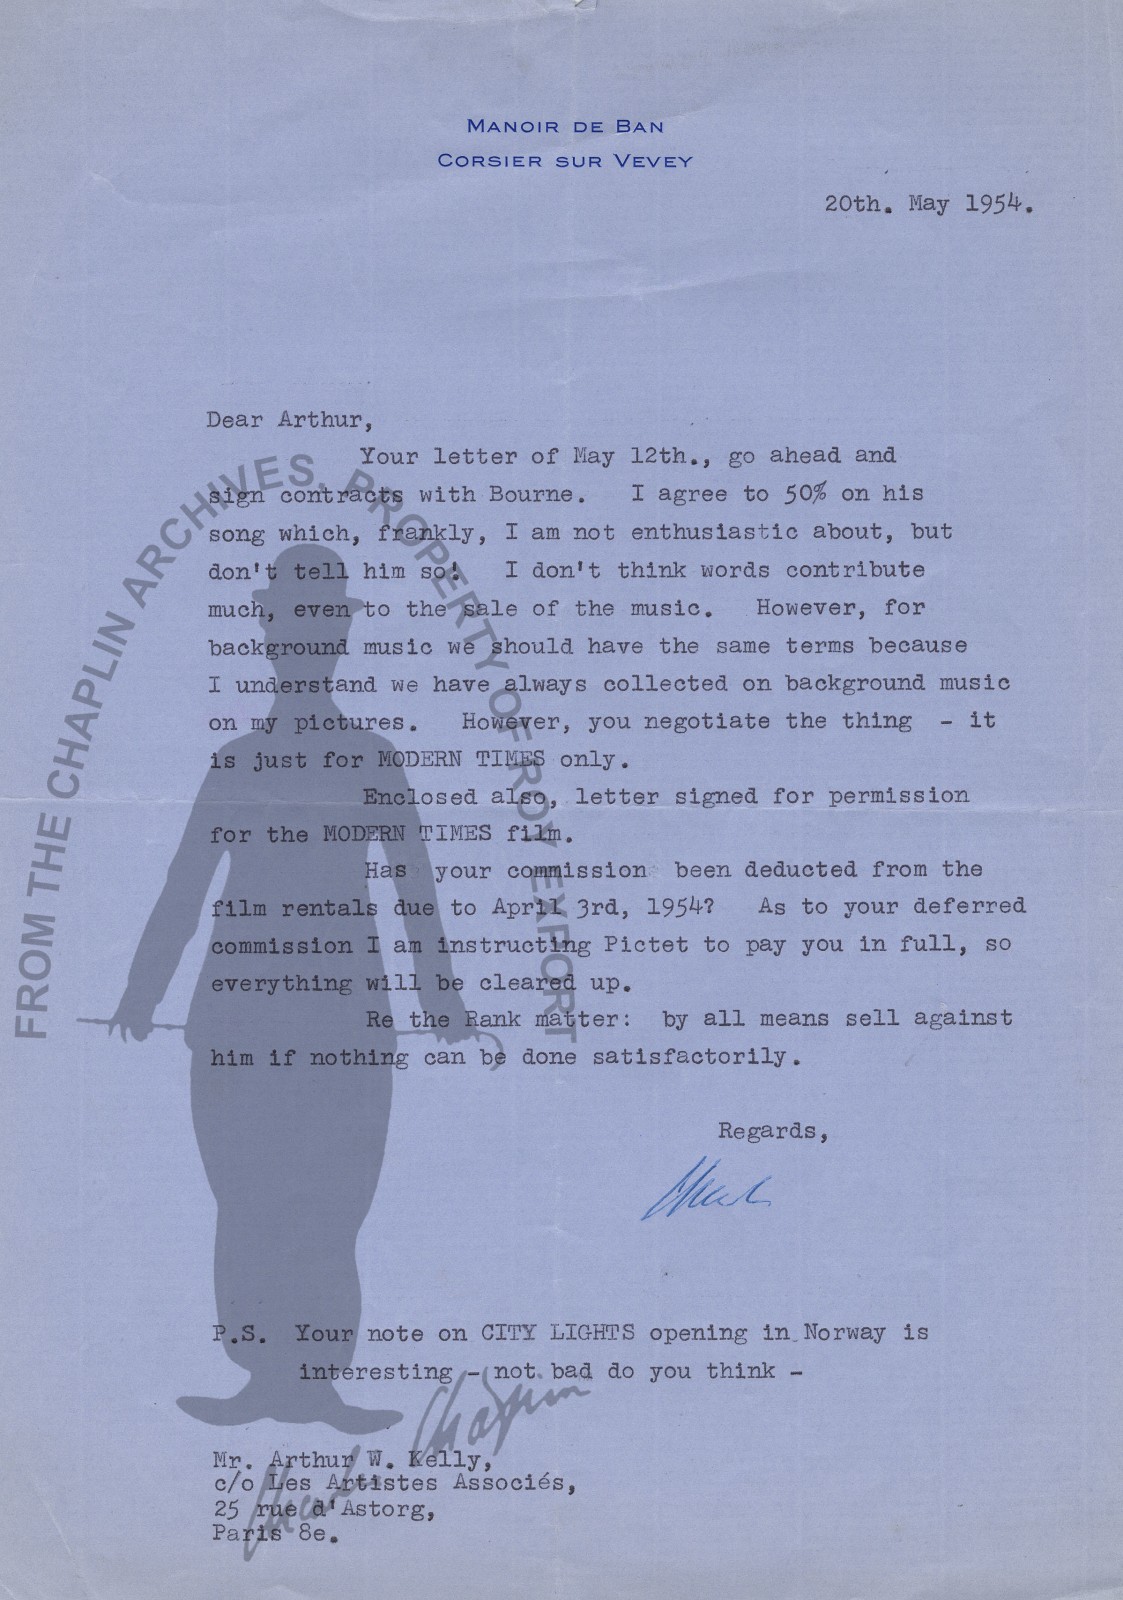 MANOIR DE BAN
CORSIER SUR VEVEY
20th. May 1954.
Dear Arthur,
Your letter of May 12th., go ahead and
sign contracts with Bourne. I agree to 50% on his
song which, frankly, I am not enthusiastic about, but
don't tell him so! I don't think words contribute
much, even to the sale of the music. However, for
background music we should have the same terms because
I understand we have always collected on background music
on my pictures. However, you negotiate the thing - it
is just for MODERN TIMES only.
Enclosed also, letter signed for permission
for the MODERN TIMES film.
Has your commission been deducted from the
film rentals due to April 3rd, 1954? As to your deferred
commission I am instructing Pictet to pay you in full, so
everything will be cleared up.
Re the Rank matter: by all means sell against
him if nothing can be done satisfactorily.
Regards,
P.S. Your note on CITY LIGHTS opening in Norway is
interesting - not bad do you think -
Mr. Arthur W. Kelly,
c/o Les Artistes Associés,
25 rue d'Astorg,
Paris 8e.
FROM THE CHAPLIN ARCHIVES, PROPERTY OF ROY EXPORT
Charlie Chaplin